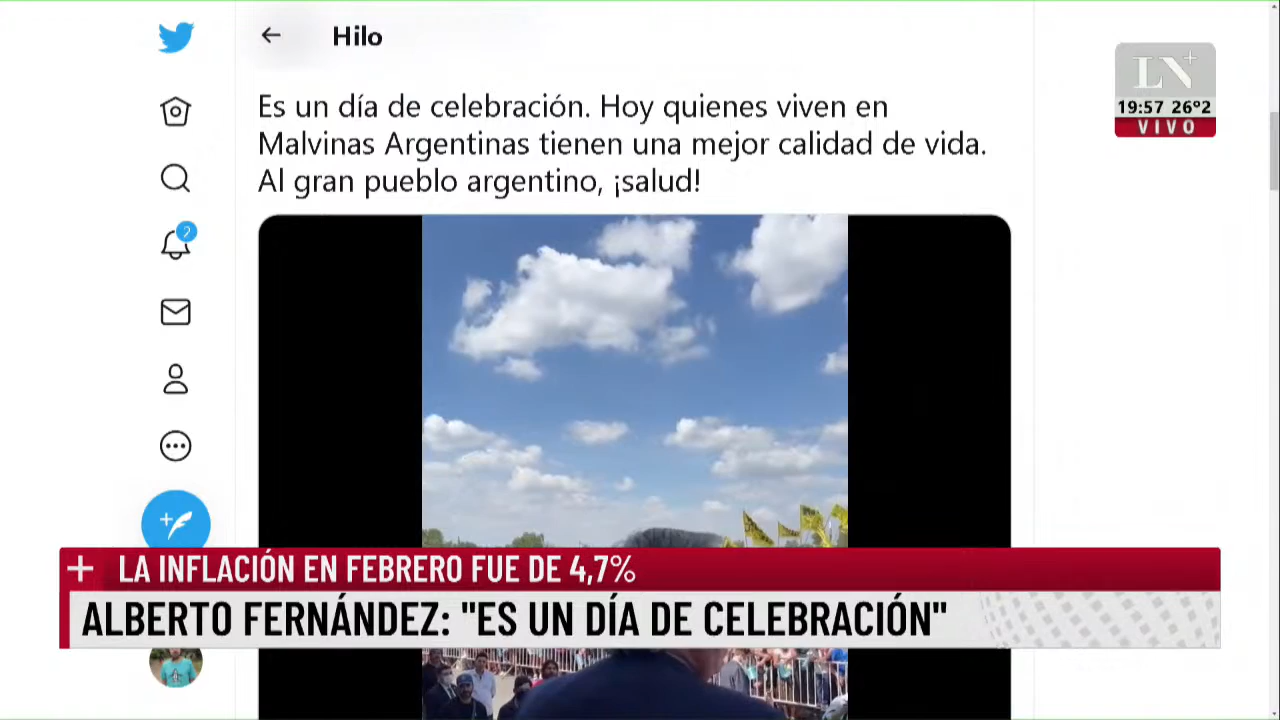 Hilo
Es un día de celebración. Hoy quienes viven en
Malvinas Argentinas tienen una mejor calidad de vida.
Al gran pueblo argentino, ¡salud!
LN+
19:57 26º2
VIVO
2
+ LA INFLACIÓN EN FEBRERO FUE DE 4,7%
ALBERTO FERNÁNDEZ: "ES UN DÍA DE CELEBRACIÓN"